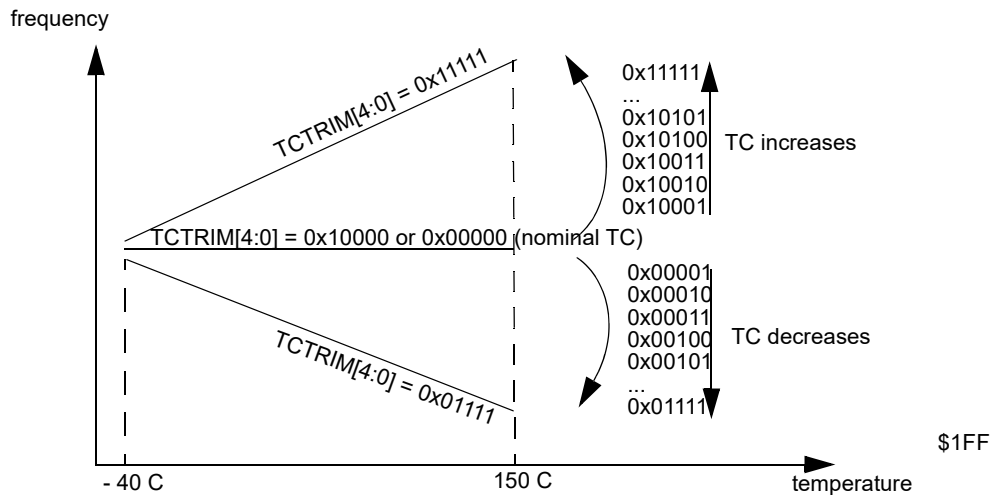 frequency
TCTRIM[4:0] = 0x11111
0x11111
...
0x10101
0x10100
0x10011
0x10010
0x10001
TC increases
TCTRIM[4:0] = 0x10000 or 0x00000 (nominal TC)
0x00001
0x00010
0x00011
0x00100
0x00101
...
0x01111
TC decreases
TCTRIM[4:0] = 0x01111
$1FF
- 40 C
150 C
temperature